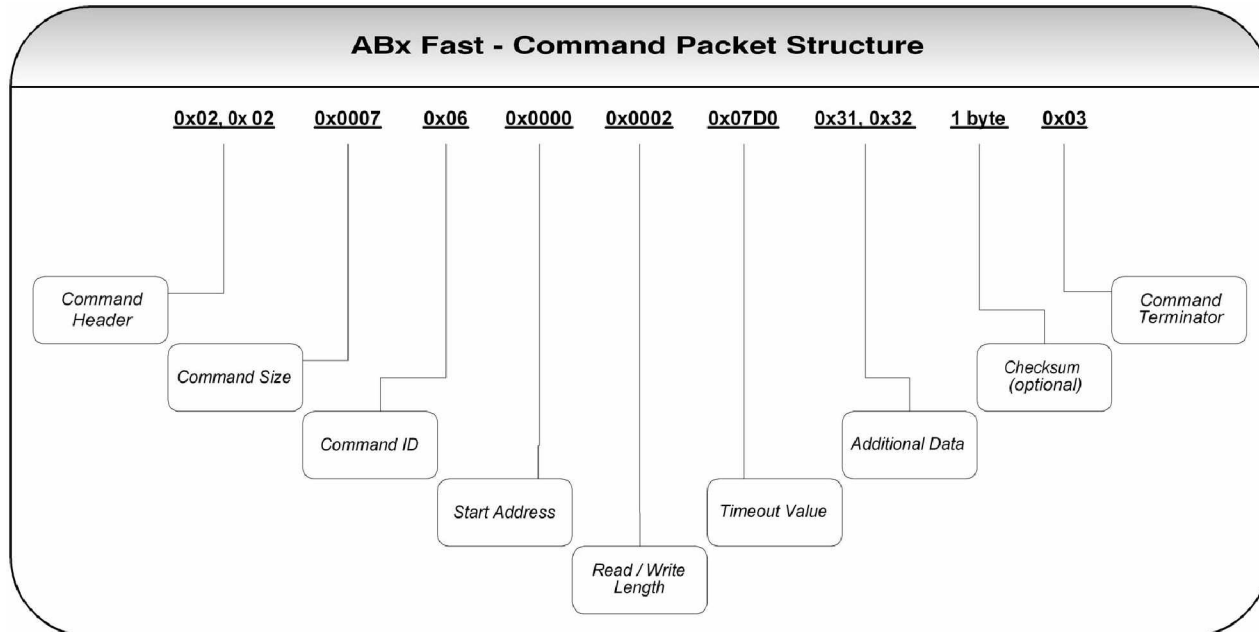 ABx Fast - Command Packet Structure
0x02, 0x 02 0x0007 0x06 0x0000 0x0002 0x07D0 0x31, 0x32 1 byte 0x03
Command
Header
Command Size
Command ID
Start Address
Read / Write
Length
Timeout Value
Additional Data
Checksum
(optional)
Command
Terminator